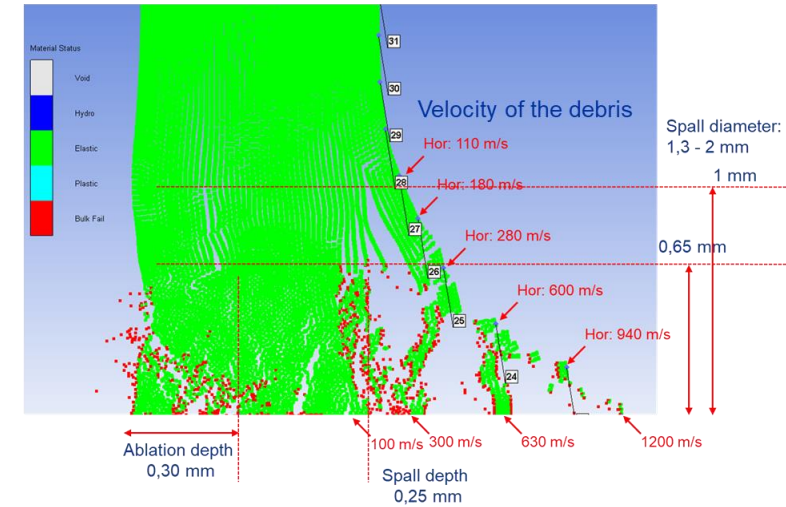 Material Status
Void
Hydro
Elastic
Plastic
Bulk Fail
31
30
29
28
27
26
25
24
Velocity of the debris
Hor: 110 m/s
Hor: 180 m/s
Hor: 280 m/s
Hor: 600 m/s
Hor: 940 m/s
Spall diameter:
1,3 - 2 mm
1 mm
0,65 mm
100 m/s
300 m/s
630 m/s
1200 m/s
Ablation depth
0,30 mm
Spall depth
0,25 mm